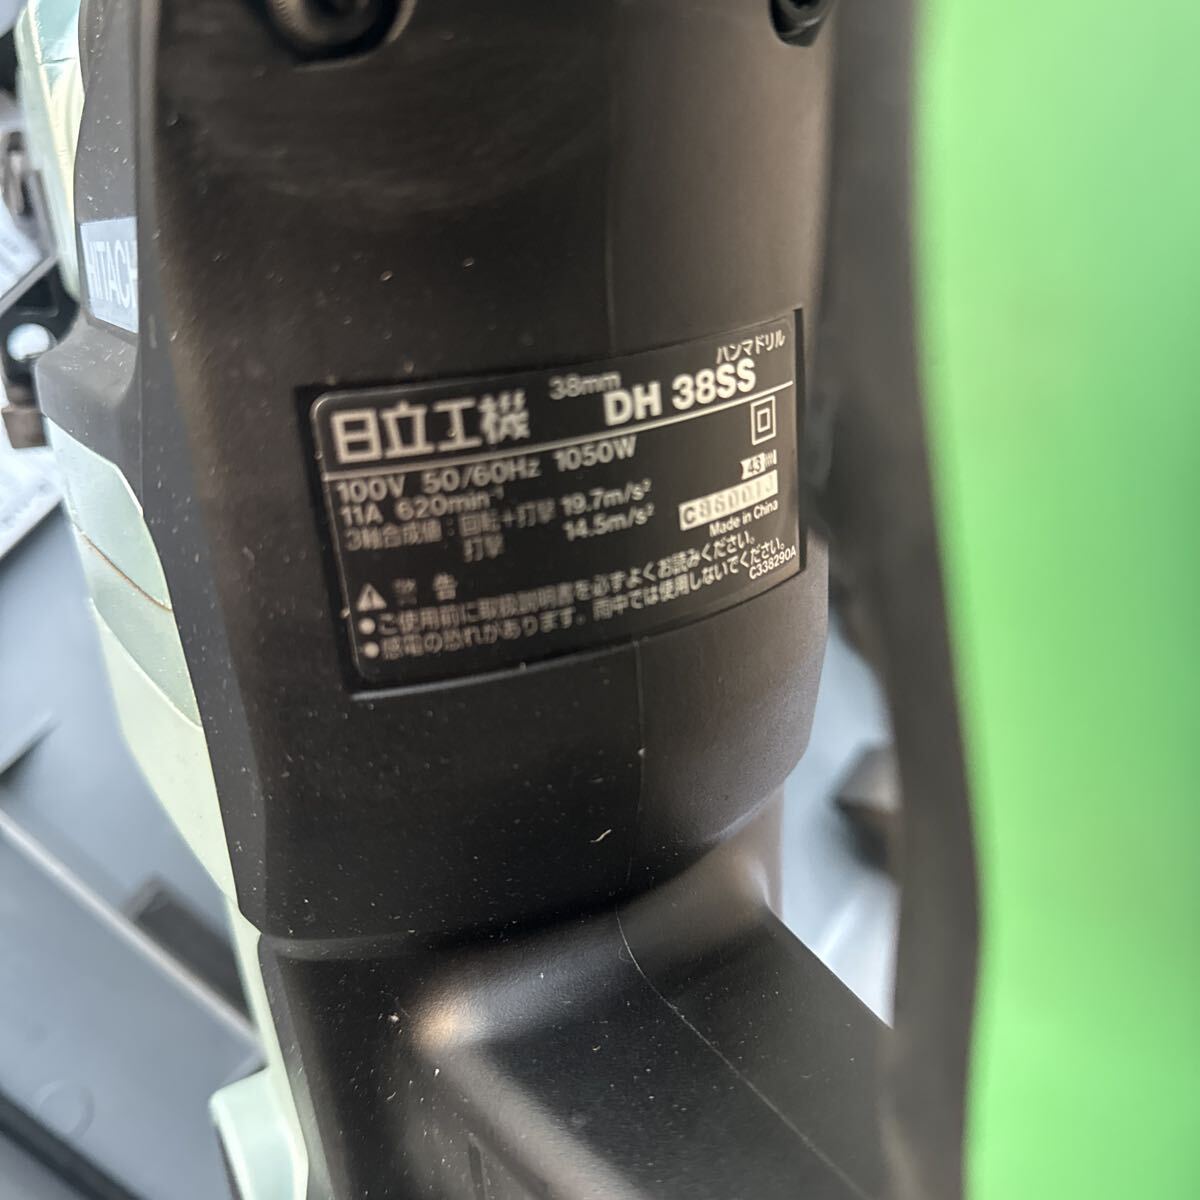 HITACHI
日立工機 38mm ハンマドリル
DH 38SS
100V 50/60Hz 1050W
11A 620min⁻¹
3軸合成値：回転＋打撃 19.7m/s²
打撃 14.5m/s²
Made in China
⚠ 警告
●ご使用前に取扱説明書を必ずよくお読みください。
●感電の恐れがあります。雨中では使用しないでください。
C338290A